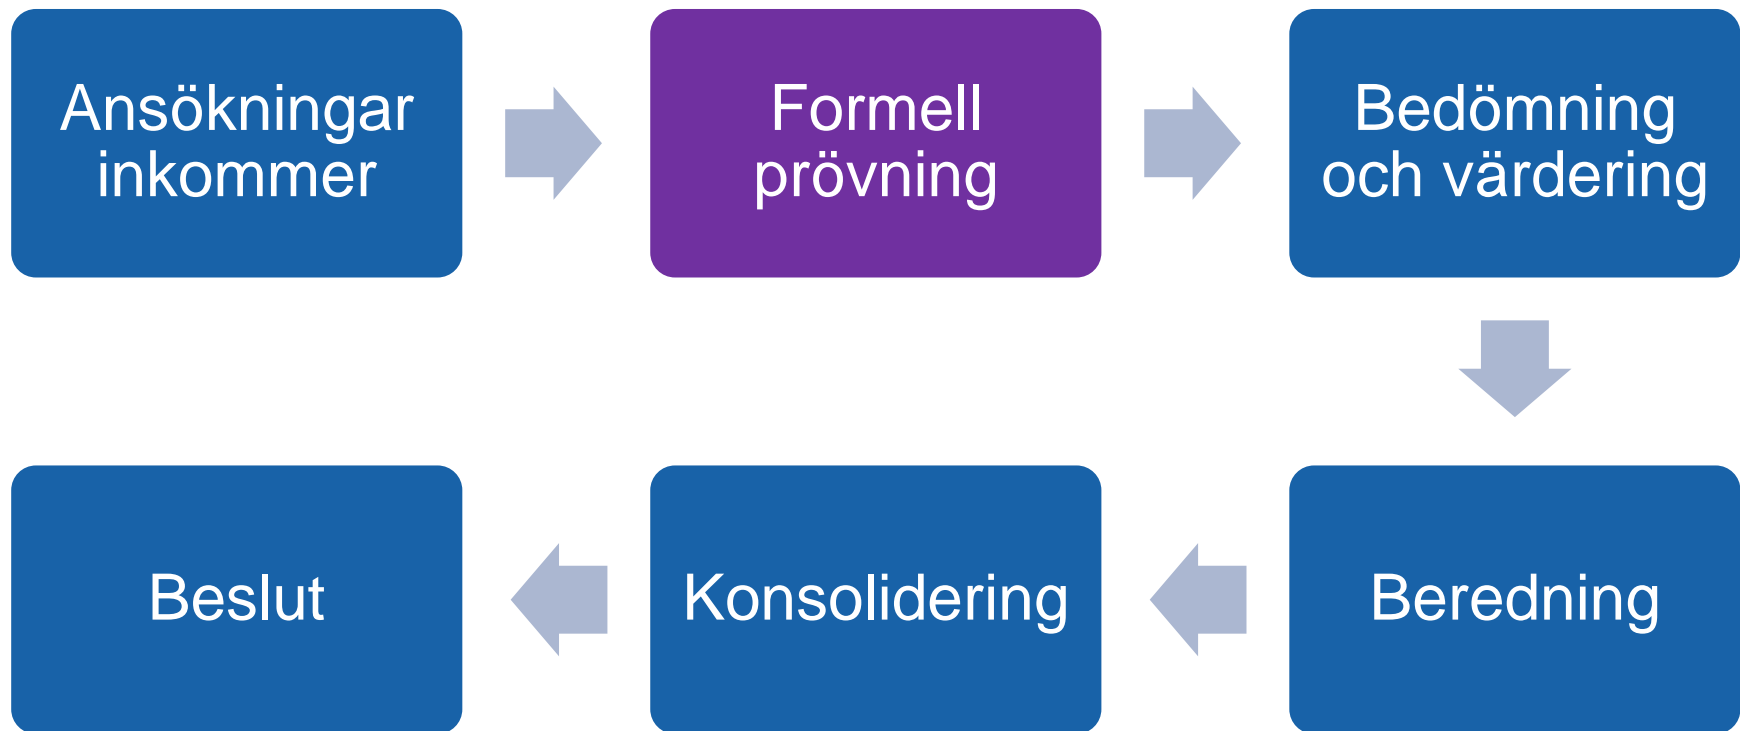 Ansökningar
inkommer
Formell
prövning
Bedömning
och värdering
Beredning
Konsolidering
Beslut